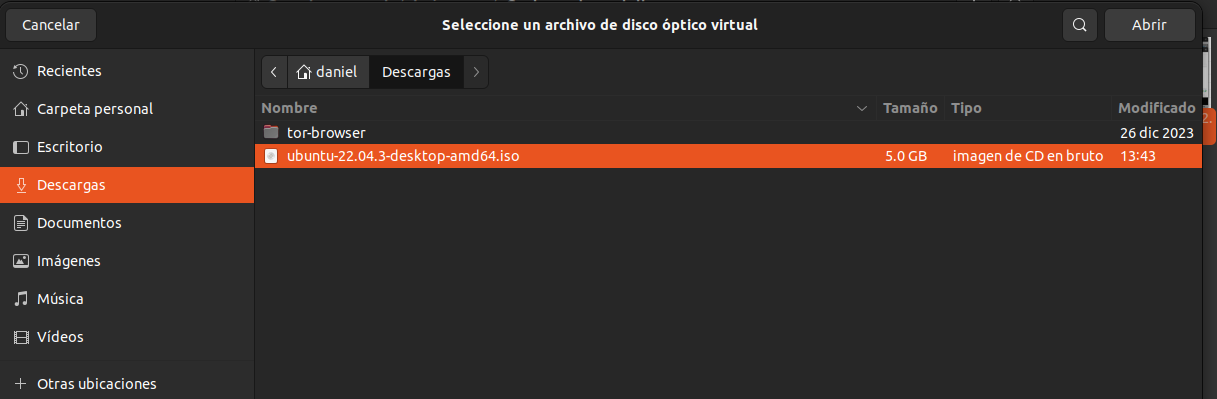 Cancelar
Seleccione un archivo de disco óptico virtual
Abrir
Recientes
Carpeta personal
Escritorio
Descargas
Documentos
Imágenes
Música
Vídeos
Otras ubicaciones
daniel Descargas
Nombre Tamaño Tipo Modificado
tor-browser 26 dic 2023
ubuntu-22.04.3-desktop-amd64.iso 5.0 GB imagen de CD en bruto 13:43
2.